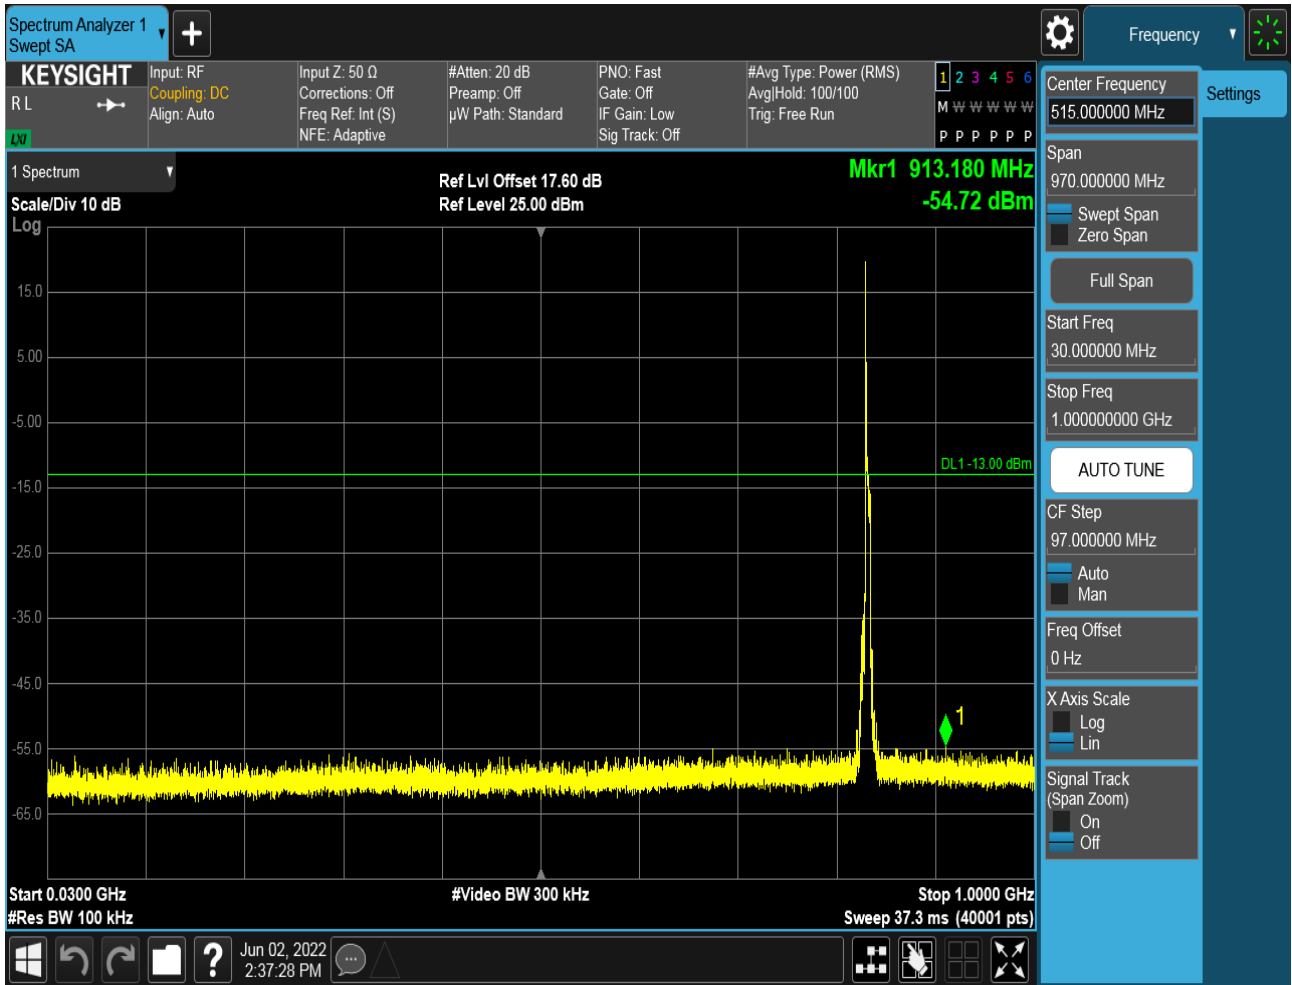 Spectrum Analyzer 1
Swept SA
+
Frequency
KEYSIGHT
R L
LXI
Input: RF
Coupling: DC
Align: Auto
Input Z: 50 Ω
Corrections: Off
Freq Ref: Int (S)
NFE: Adaptive
#Atten: 20 dB
Preamp: Off
µW Path: Standard
PNO: Fast
Gate: Off
IF Gain: Low
Sig Track: Off
#Avg Type: Power (RMS)
Avg|Hold: 100/100
Trig: Free Run
1 2 3 4 5 6
M W W W W W
P P P P P P
1 Spectrum
Scale/Div 10 dB
Log
Ref Lvl Offset 17.60 dB
Ref Level 25.00 dBm
Mkr1 913.180 MHz
-54.72 dBm
15.0
5.00
-5.00
DL1 -13.00 dBm
-15.0
-25.0
-35.0
-45.0
1
-55.0
-65.0
Start 0.0300 GHz
#Video BW 300 kHz
Stop 1.0000 GHz
#Res BW 100 kHz
Sweep 37.3 ms (40001 pts)
?
Jun 02, 2022
2:37:28 PM
Center Frequency
515.000000 MHz
Settings
Span
970.000000 MHz
Swept Span
Zero Span
Full Span
Start Freq
30.000000 MHz
Stop Freq
1.000000000 GHz
AUTO TUNE
CF Step
97.000000 MHz
Auto
Man
Freq Offset
0 Hz
X Axis Scale
Log
Lin
Signal Track
(Span Zoom)
On
Off